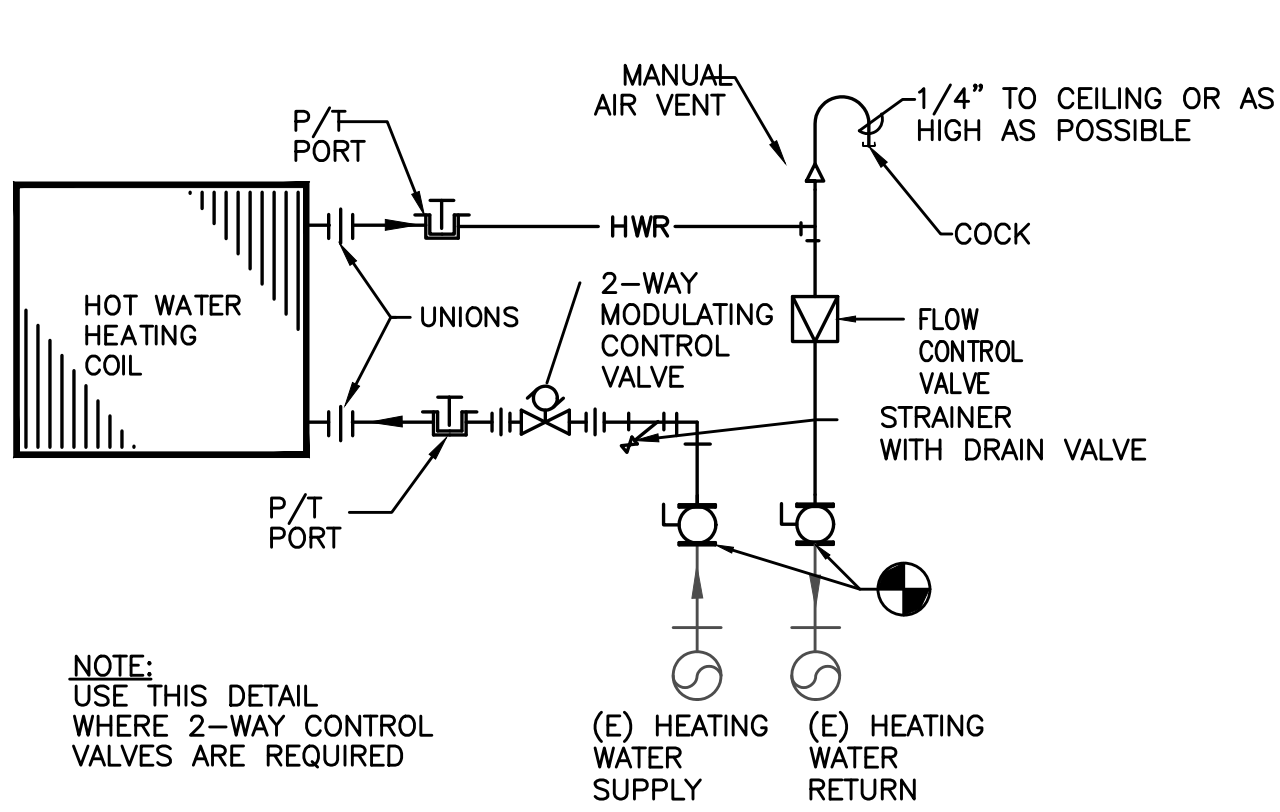 MANUAL
AIR VENT
1/4" TO CEILING OR AS
HIGH AS POSSIBLE
P/T
PORT
HWR
COCK
HOT WATER
HEATING
COIL
UNIONS
2-WAY
MODULATING
CONTROL
VALVE
FLOW
CONTROL
VALVE
STRAINER
WITH DRAIN VALVE
P/T
PORT
NOTE:
USE THIS DETAIL
WHERE 2-WAY CONTROL
VALVES ARE REQUIRED
(E) HEATING
WATER
SUPPLY
(E) HEATING
WATER
RETURN